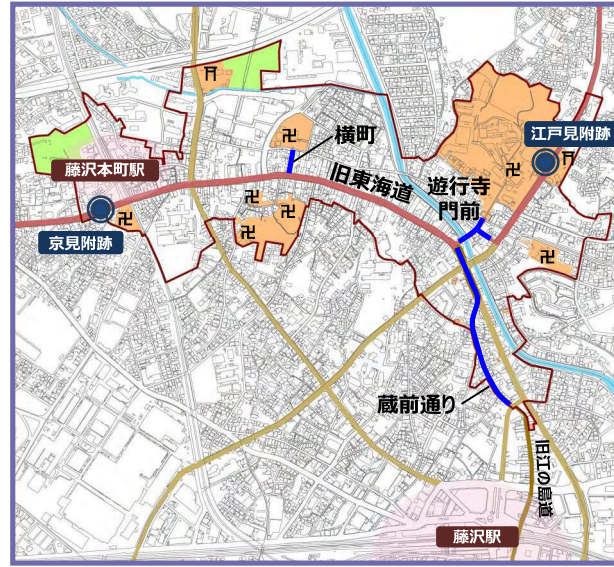 横町
江戸見附跡
藤沢本町駅
旧東海道
遊行寺
門前
京見附跡
蔵前通り
旧江の島道
藤沢駅